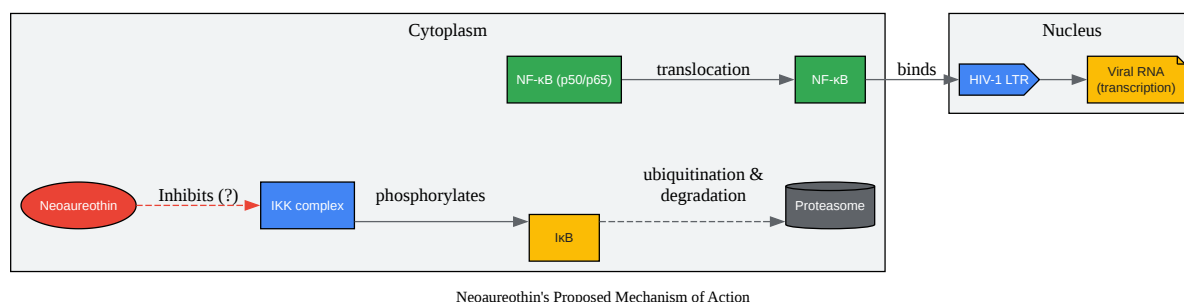 Cytoplasm
Nucleus
NF-κB (p50/p65)
translocation
NF-κB
binds
HIV-1 LTR
Viral RNA
(transcription)
Neoaureothin
Inhibits (?)
IKK complex
phosphorylates
IκB
ubiquitination &
degradation
Proteasome
Neoaureothin's Proposed Mechanism of Action